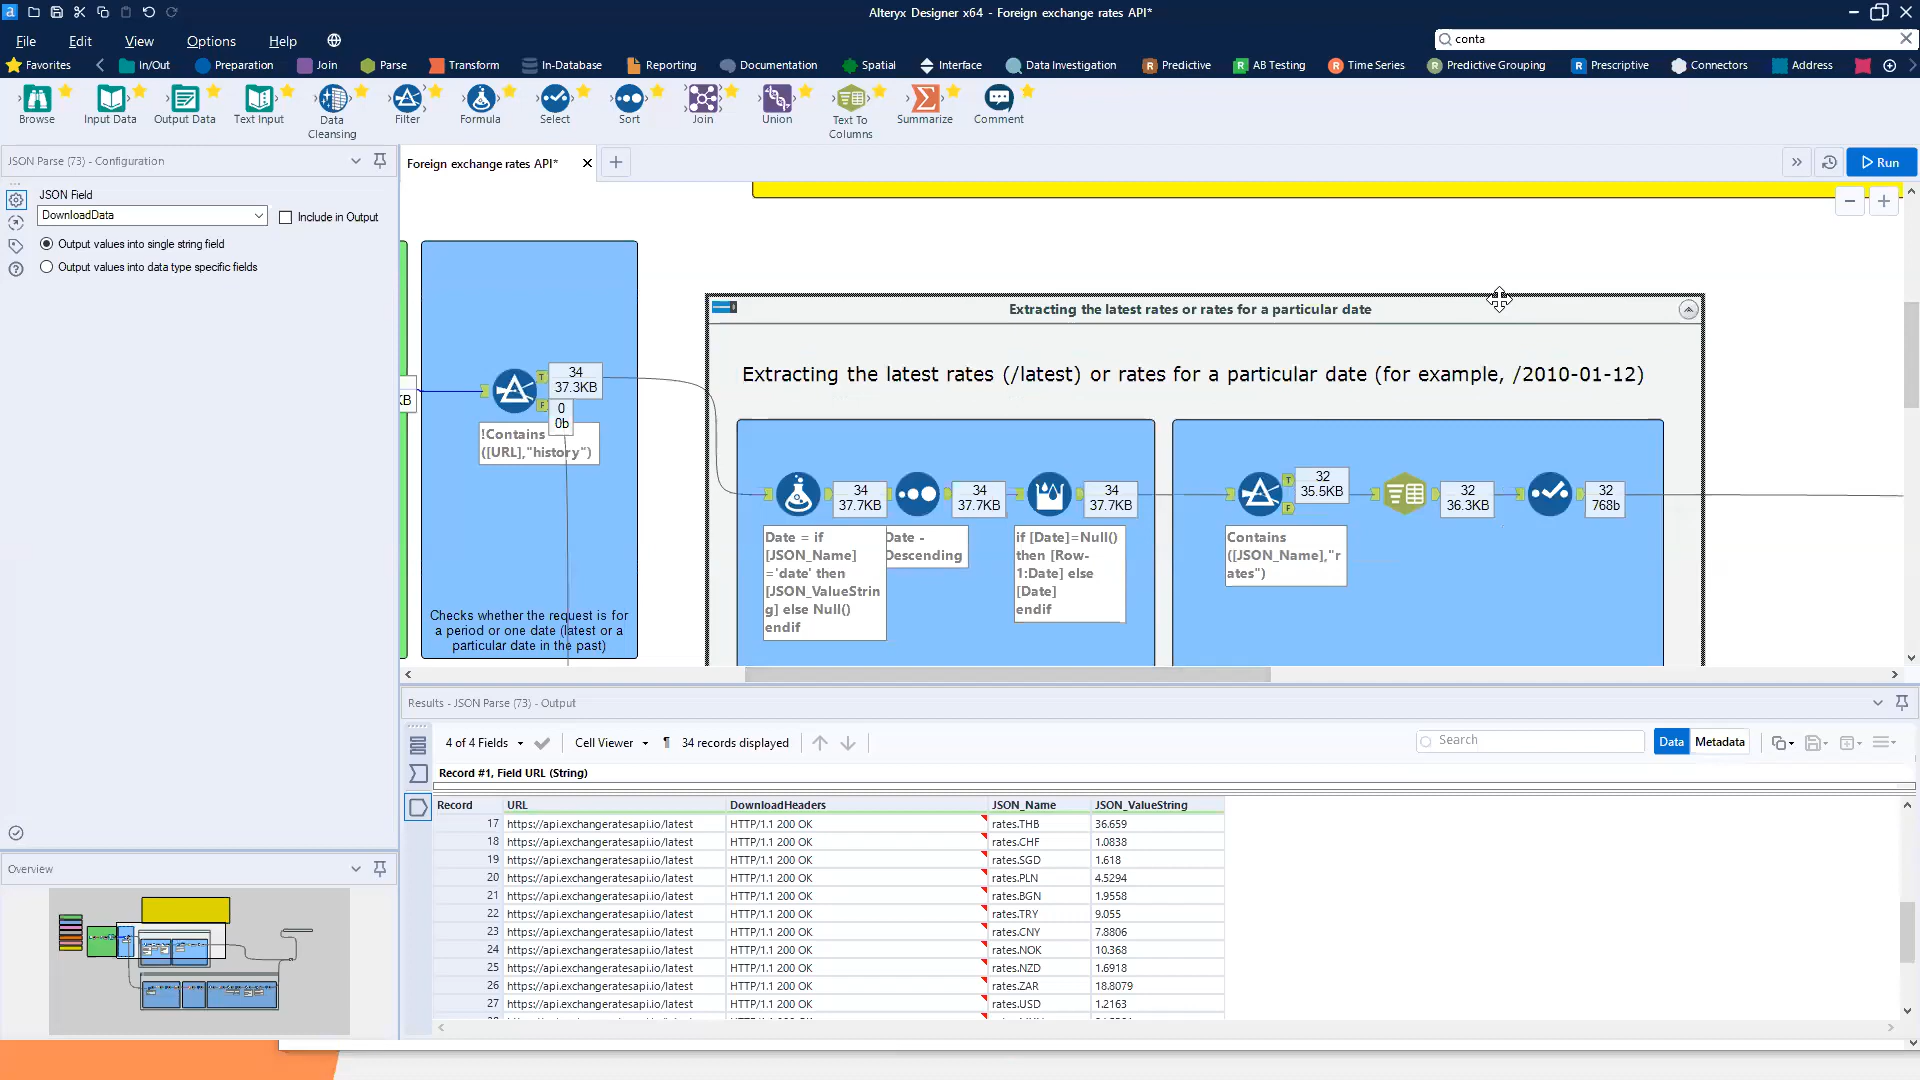 Alteryx Designer x64 - Foreign exchange rates API*
File Edit View Options Help
conta
Favorites In/Out Preparation Join Parse Transform In-Database Reporting Documentation Spatial Interface Data Investigation Predictive AB Testing Time Series Predictive Grouping Prescriptive Connectors Address
Browse Input Data Output Data Text Input Data Cleansing Filter Formula Select Sort Join Union Text To Columns Summarize Comment
JSON Parse (73) - Configuration
Foreign exchange rates API*
Run
JSON Field
DownloadData
Include in Output
Output values into single string field
Output values into data type specific fields
KB
34
37.3KB
0
0b
!Contains
([URL],"history")
Checks whether the request is for
a period or one date (latest or a
particular date in the past)
Extracting the latest rates or rates for a particular date
Extracting the latest rates (/latest) or rates for a particular date (for example, /2010-01-12)
34
37.7KB
34
37.7KB
34
37.7KB
Date = if
[JSON_Name]
='date' then
[JSON_ValueStrin
g] else Null()
endif
Date -
Descending
if [Date]=Null()
then [Row-
1:Date] else
[Date]
endif
32
35.5KB
32
36.3KB
32
768b
Contains
([JSON_Name],"r
ates")
Overview
Results - JSON Parse (73) - Output
4 of 4 Fields Cell Viewer 34 records displayed Search Data Metadata
Record #1, Field URL (String)
Record URL DownloadHeaders JSON_Name JSON_ValueString
17 https://api.exchangeratesapi.io/latest HTTP/1.1 200 OK rates.THB 36.659
18 https://api.exchangeratesapi.io/latest HTTP/1.1 200 OK rates.CHF 1.0838
19 https://api.exchangeratesapi.io/latest HTTP/1.1 200 OK rates.SGD 1.618
20 https://api.exchangeratesapi.io/latest HTTP/1.1 200 OK rates.PLN 4.5294
21 https://api.exchangeratesapi.io/latest HTTP/1.1 200 OK rates.BGN 1.9558
22 https://api.exchangeratesapi.io/latest HTTP/1.1 200 OK rates.TRY 9.055
23 https://api.exchangeratesapi.io/latest HTTP/1.1 200 OK rates.CNY 7.8806
24 https://api.exchangeratesapi.io/latest HTTP/1.1 200 OK rates.NOK 10.368
25 https://api.exchangeratesapi.io/latest HTTP/1.1 200 OK rates.NZD 1.6918
26 https://api.exchangeratesapi.io/latest HTTP/1.1 200 OK rates.ZAR 18.8079
27 https://api.exchangeratesapi.io/latest HTTP/1.1 200 OK rates.USD 1.2163